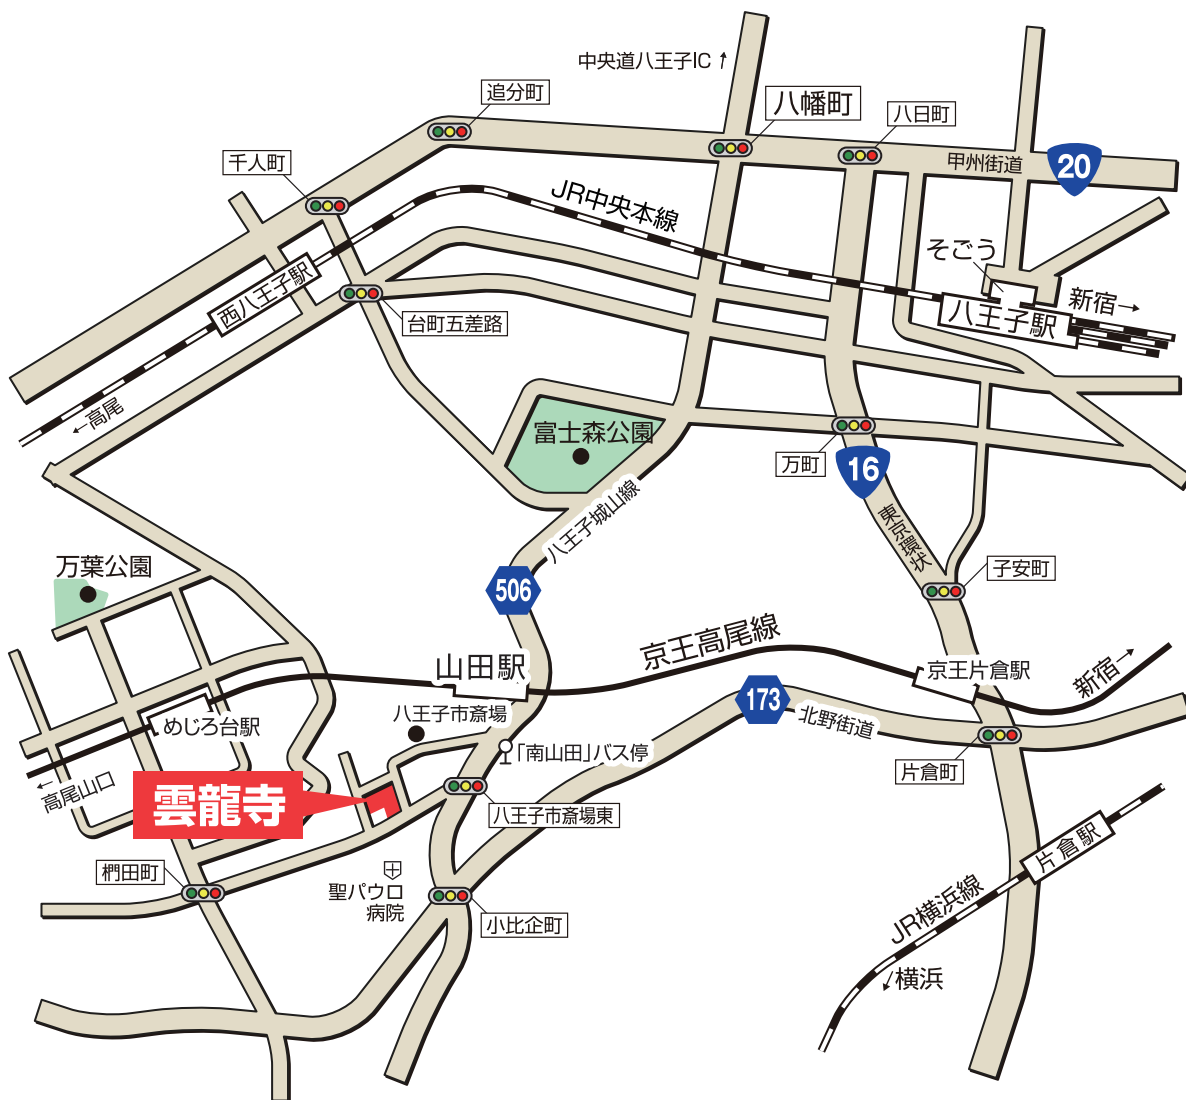 中央道八王子IC↑
追分町
八幡町
八日町
千人町
甲州街道
20
JR中央本線
そごう
西八王子駅
新宿→
八王子駅
台町五差路
←高尾
富士森公園
万町
16
八王子城山線
東京環状
万葉公園
子安町
506
山田駅
京王高尾線
京王片倉駅
新宿→
173
北野街道
めじろ台駅
八王子市斎場
「南山田」バス停
片倉町
←高尾山口
雲龍寺
八王子市斎場東
片倉駅
椚田町
聖パウロ
病院
小比企町
JR横浜線
←横浜